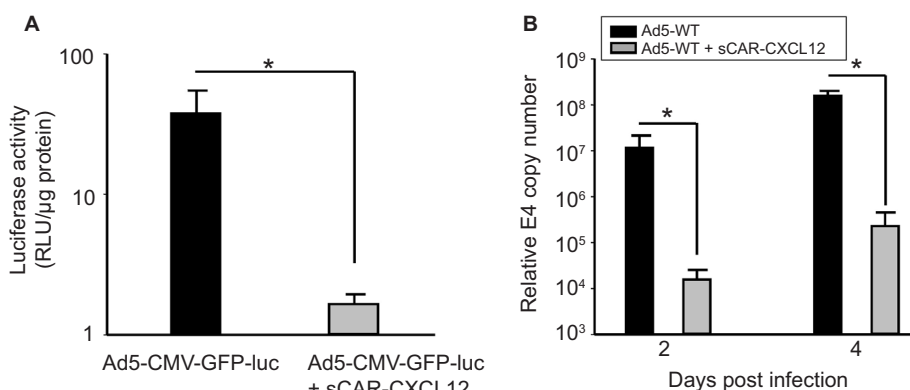 A
Luciferase activity
(RLU/µg protein)
100
10
1
*
Ad5-CMV-GFP-luc
Ad5-CMV-GFP-luc
+ sCAR-CXCL12
B
Ad5-WT
Ad5-WT + sCAR-CXCL12
Relative E4 copy number
10⁹
10⁸
10⁷
10⁶
10⁵
10⁴
10³
*
*
2
4
Days post infection